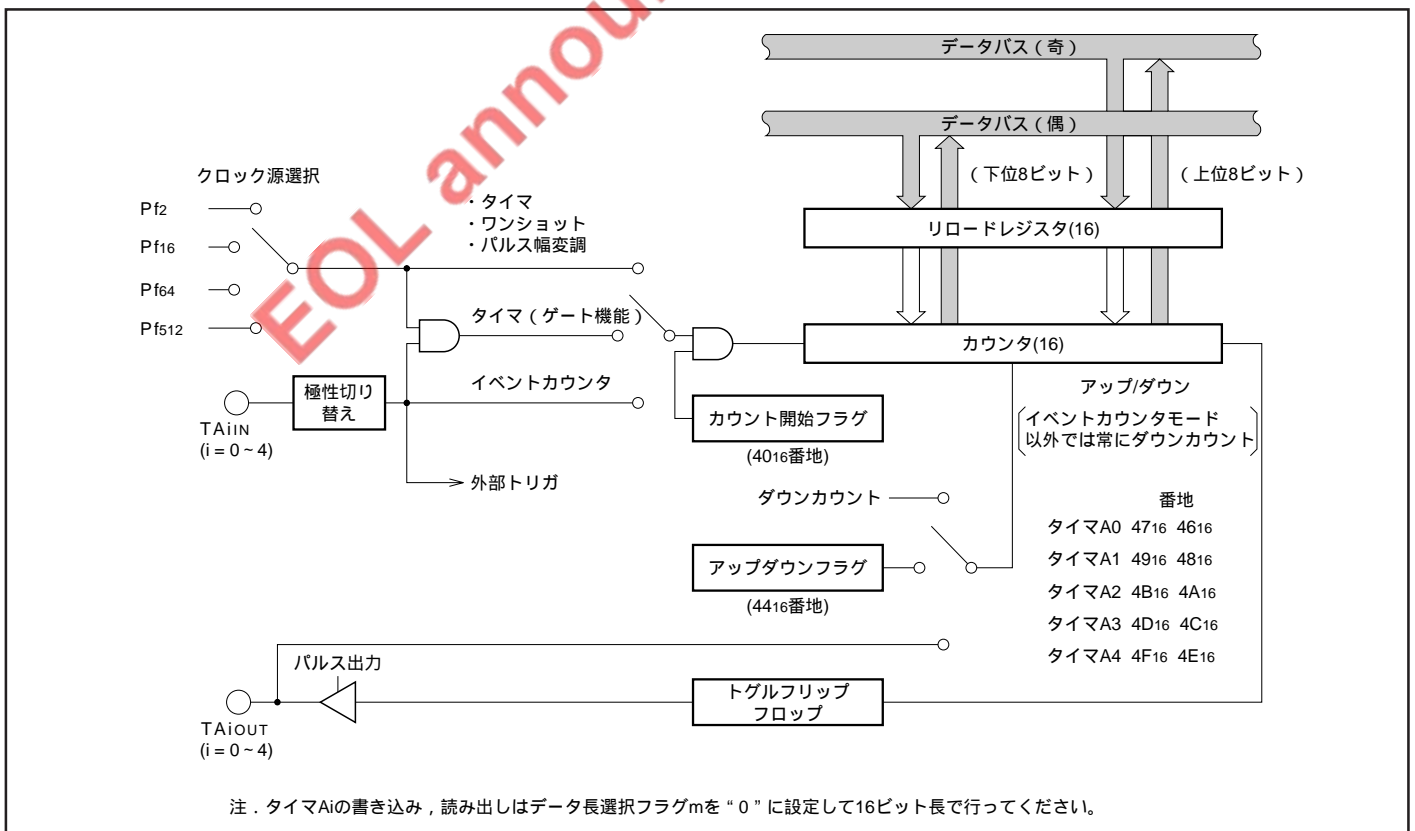 EOL annou
データバス(奇)
データバス(偶)
(下位8ビット)
(上位8ビット)
クロック源選択
Pf2
Pf16
Pf64
Pf512
・タイマ
・ワンショット
・パルス幅変調
リロードレジスタ(16)
タイマ(ゲート機能)
カウンタ(16)
イベントカウンタ
極性切り
替え
TAiIN
(i = 0 ~ 4)
カウント開始フラグ
(4016番地)
アップ/ダウン
イベントカウンタモード
以外では常にダウンカウント
外部トリガ
ダウンカウント
アップダウンフラグ
(4416番地)
番地
タイマA0 4716 4616
タイマA1 4916 4816
タイマA2 4B16 4A16
タイマA3 4D16 4C16
タイマA4 4F16 4E16
パルス出力
トグルフリップ
フロップ
TAiOUT
(i = 0 ~ 4)
注.タイマAiの書き込み,読み出しはデータ長選択フラグmを“0”に設定して16ビット長で行ってください。